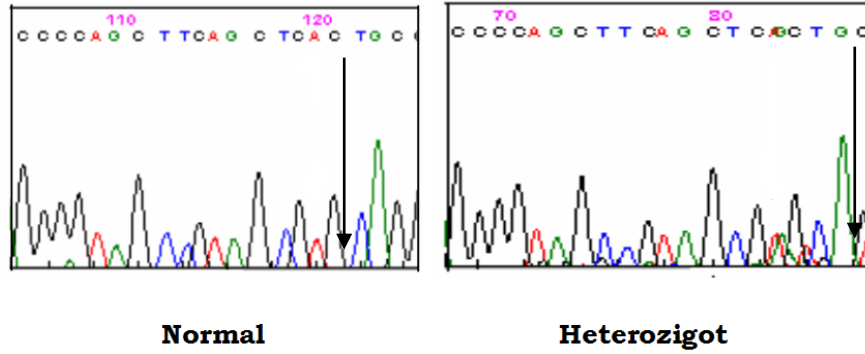 110 120
C C C C A G C T T C A G C T C A C T G C
70 80
C C C C A G C T T C A G C T C A G C T G C
Normal
Heterozigot